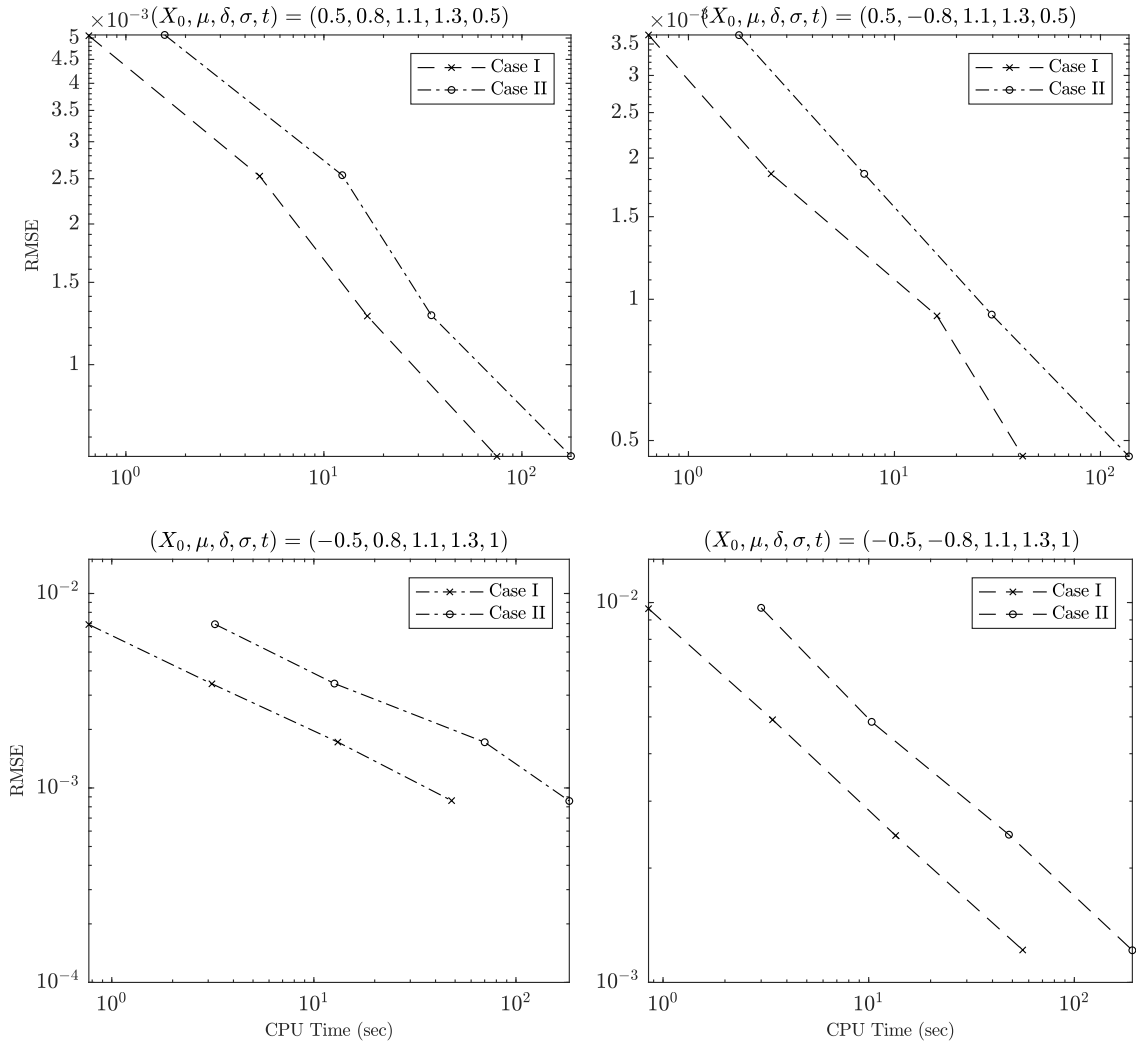 ×10⁻³ (X₀, μ, δ, σ, t) = (0.5, 0.8, 1.1, 1.3, 0.5)
5
4.5
4
3.5
3
2.5
2
1.5
1
RMSE
10⁰ 10¹ 10²
Case I
Case II
×10⁻³ (X₀, μ, δ, σ, t) = (0.5, −0.8, 1.1, 1.3, 0.5)
3.5
3
2.5
2
1.5
1
0.5
10⁰ 10¹ 10²
Case I
Case II
(X₀, μ, δ, σ, t) = (−0.5, 0.8, 1.1, 1.3, 1)
10⁻²
10⁻³
10⁻⁴
RMSE
10⁰ 10¹ 10²
CPU Time (sec)
Case I
Case II
(X₀, μ, δ, σ, t) = (−0.5, −0.8, 1.1, 1.3, 1)
10⁻²
10⁻³
10⁰ 10¹ 10²
CPU Time (sec)
Case I
Case II